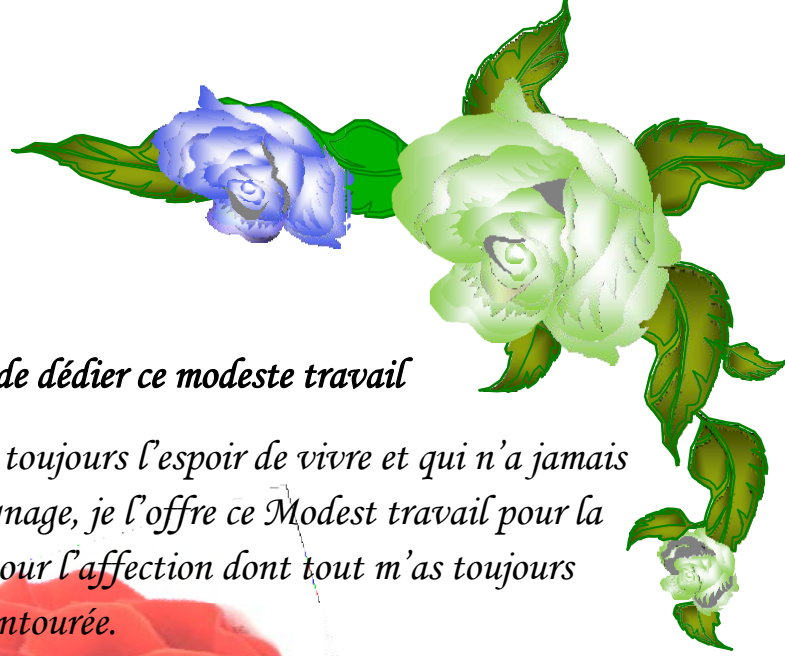 de dédier ce modeste travail
toujours l’espoir de vivre et qui n’a jamais
gnage, je l’offre ce Modest travail pour la
our l’affection dont tout m’as toujours
ntourée.